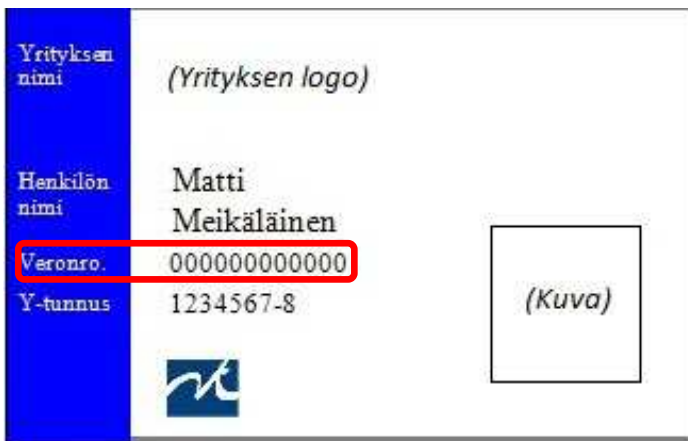 Yrityksen
nimi
(Yrityksen logo)
Henkilön
nimi
Matti
Meikäläinen
Veronro. 000000000000
Y-tunnus 1234567-8
(Kuva)